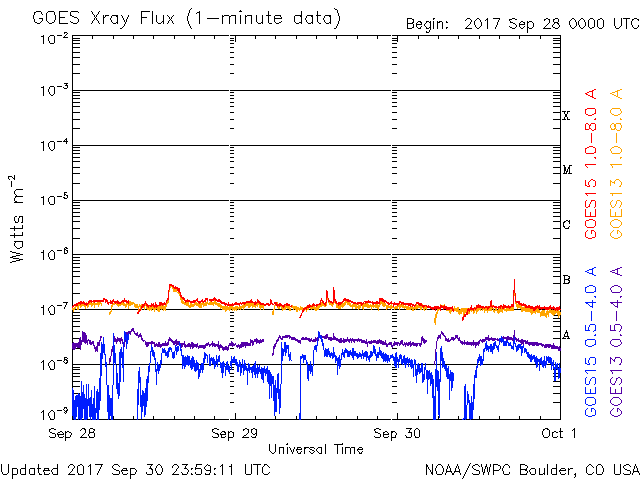 GOES Xray Flux (1-minute data)
Begin: 2017 Sep 28 0000 UTC
10-2
10-3
10-4
10-5
10-6
10-7
10-8
10-9
Watts m-2
X
M
C
B
A
GOES15 1.0-8.0 A
GOES13 1.0-8.0 A
GOES15 0.5-4.0 A
GOES13 0.5-4.0 A
Sep 28 Sep 29 Sep 30 Oct 1
Universal Time
Updated 2017 Sep 30 23:59:11 UTC
NOAA/SWPC Boulder, CO USA